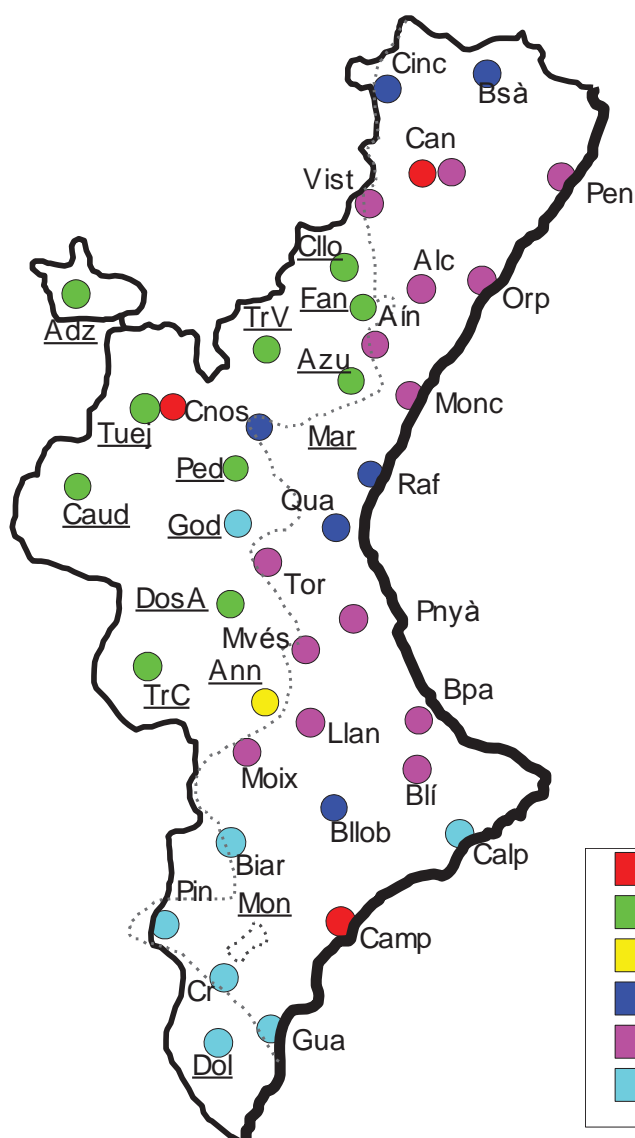 Cinc
Bsà
Can
Vist
Pen
Cllo
Alc
Orp
Fan
Adz
TrV
Aín
Azu
Monc
Cnos
Tuej
Mar
Ped
Raf
Caud
Qua
God
Tor
DosA
Pnyà
Mvés
Ann
TrC
Bpa
Llan
Moix
Blí
Bllob
Calp
Biar
Pin
Mon
Camp
Cr
Gua
Dol